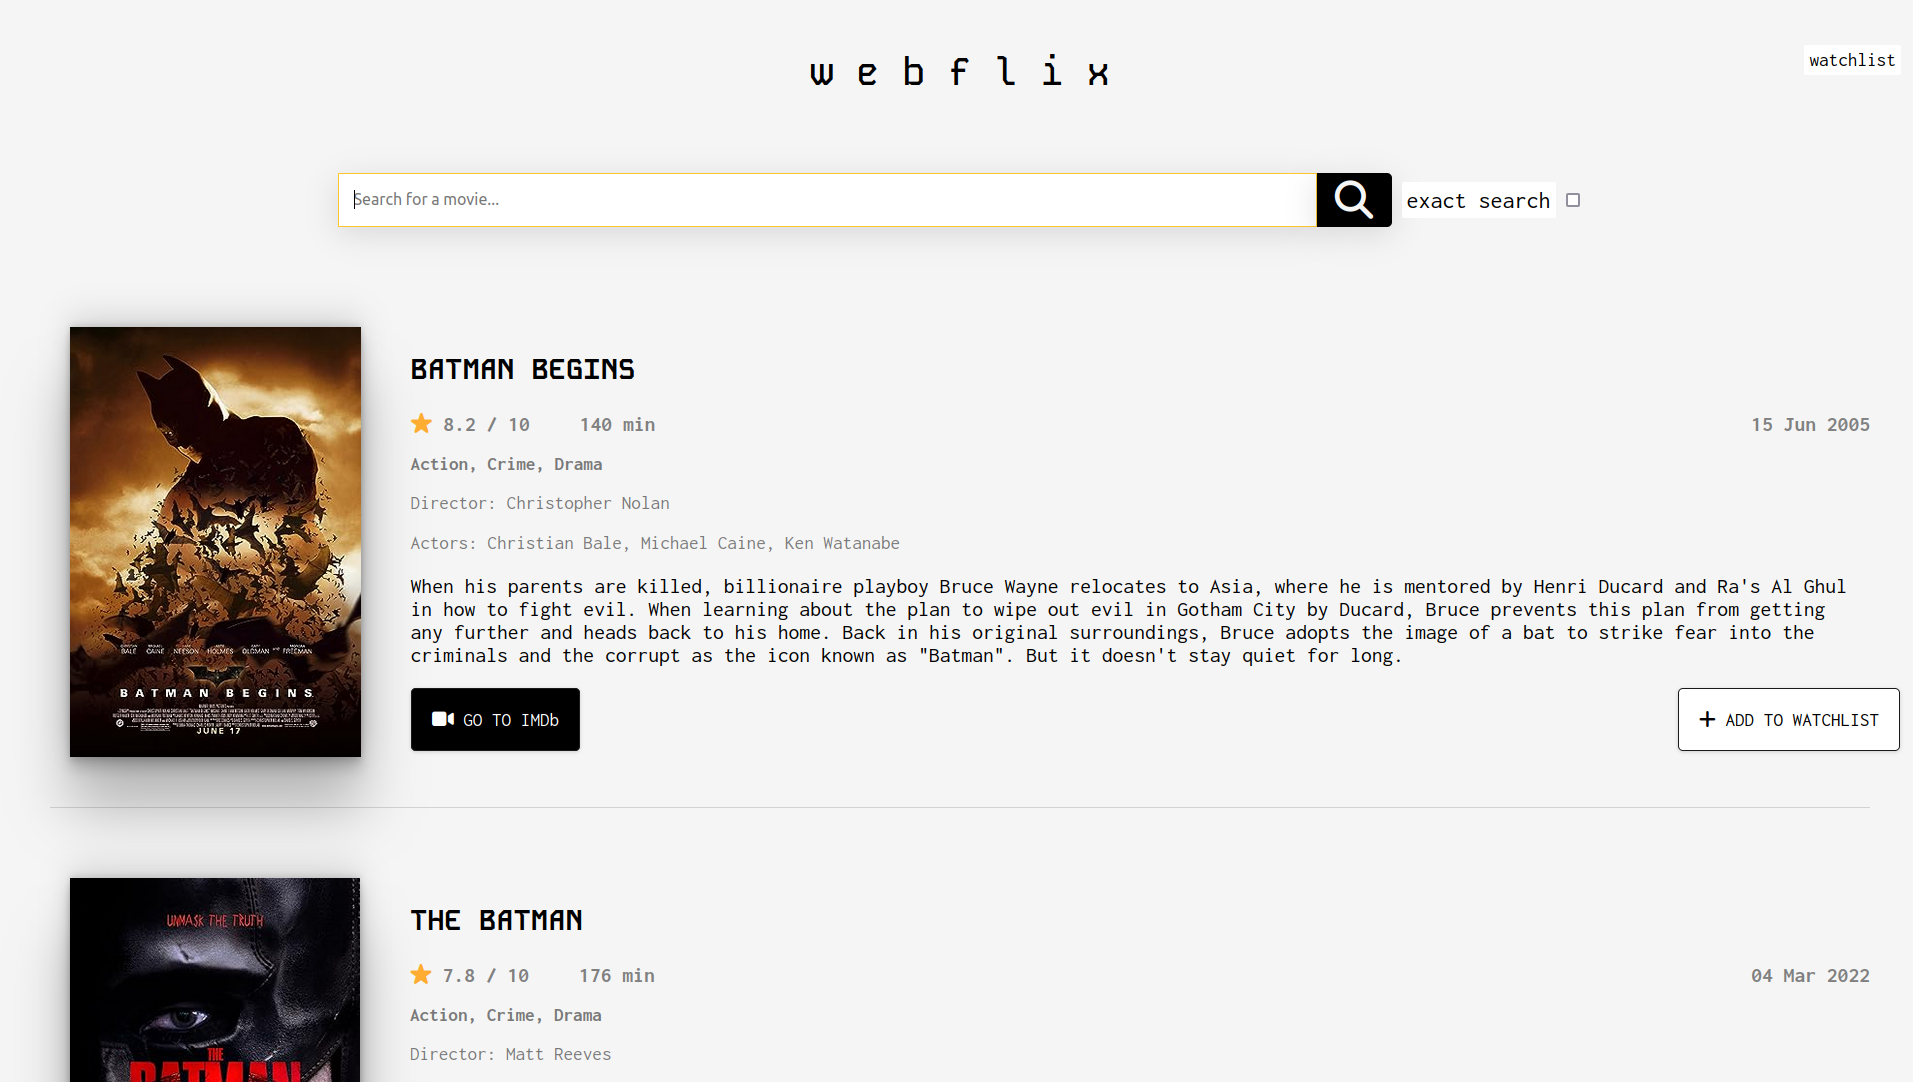 webflix
watchlist
Search for a movie...
exact search
BATMAN BEGINS
8.2 / 10 140 min 15 Jun 2005
Action, Crime, Drama
Director: Christopher Nolan
Actors: Christian Bale, Michael Caine, Ken Watanabe
When his parents are killed, billionaire playboy Bruce Wayne relocates to Asia, where he is mentored by Henri Ducard and Ra's Al Ghul
in how to fight evil. When learning about the plan to wipe out evil in Gotham City by Ducard, Bruce prevents this plan from getting
any further and heads back to his home. Back in his original surroundings, Bruce adopts the image of a bat to strike fear into the
criminals and the corrupt as the icon known as "Batman". But it doesn't stay quiet for long.
BALE CAINE NEESON HOLMES OLDMAN FREEMAN
BATMAN BEGINS
JUNE 17
GO TO IMDb
ADD TO WATCHLIST
UNMASK THE TRUTH
THE
BATMAN
THE BATMAN
7.8 / 10 176 min 04 Mar 2022
Action, Crime, Drama
Director: Matt Reeves